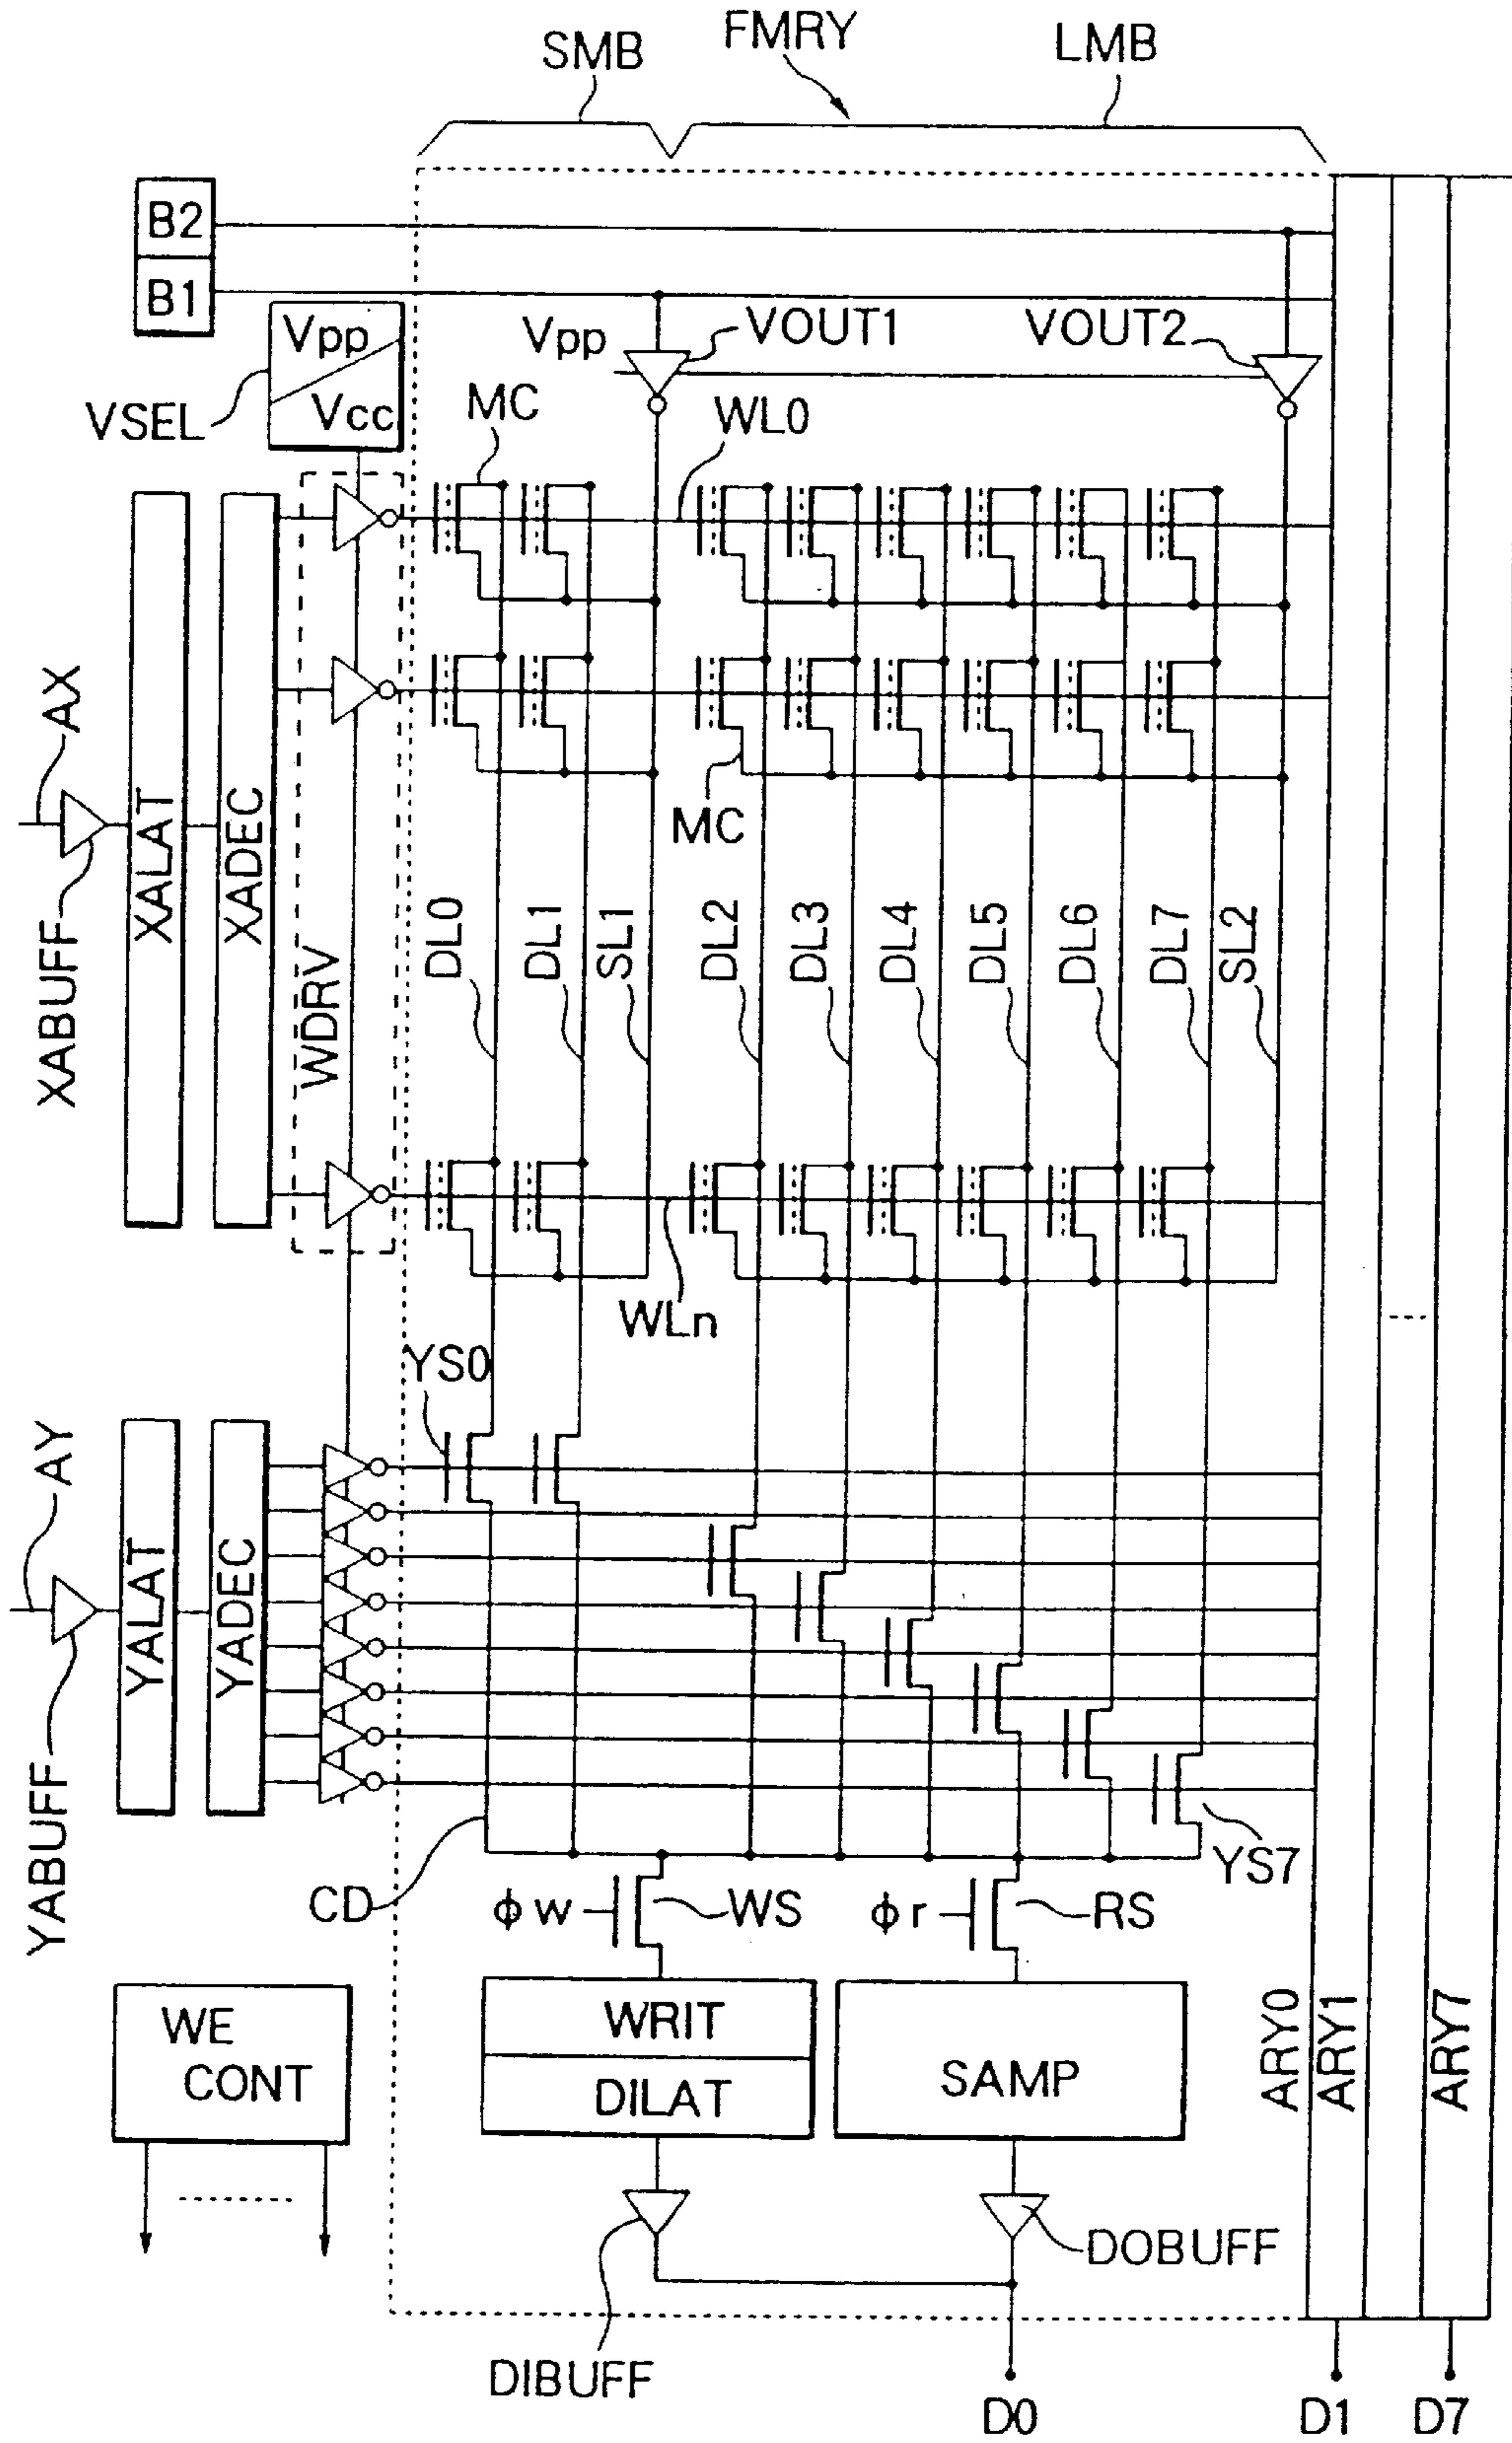 FMRY
SMB
LMB
B2
B1
Vpp
Vcc
VSEL
Vpp
VOUT1
VOUT2
MC
WL0
AX
XABUFF
XALAT
XADEC
WDRV
MC
DL0
DL1
SL1
DL2
DL3
DL4
DL5
DL6
DL7
SL2
WLn
YS0
AY
YABUFF
YALAT
YADEC
CD
YS7
ϕw
WS
ϕr
RS
WE
CONT
WRIT
DILAT
SAMP
ARY0
ARY1
ARY7
DIBUFF
DOBUFF
D0
D1
D7